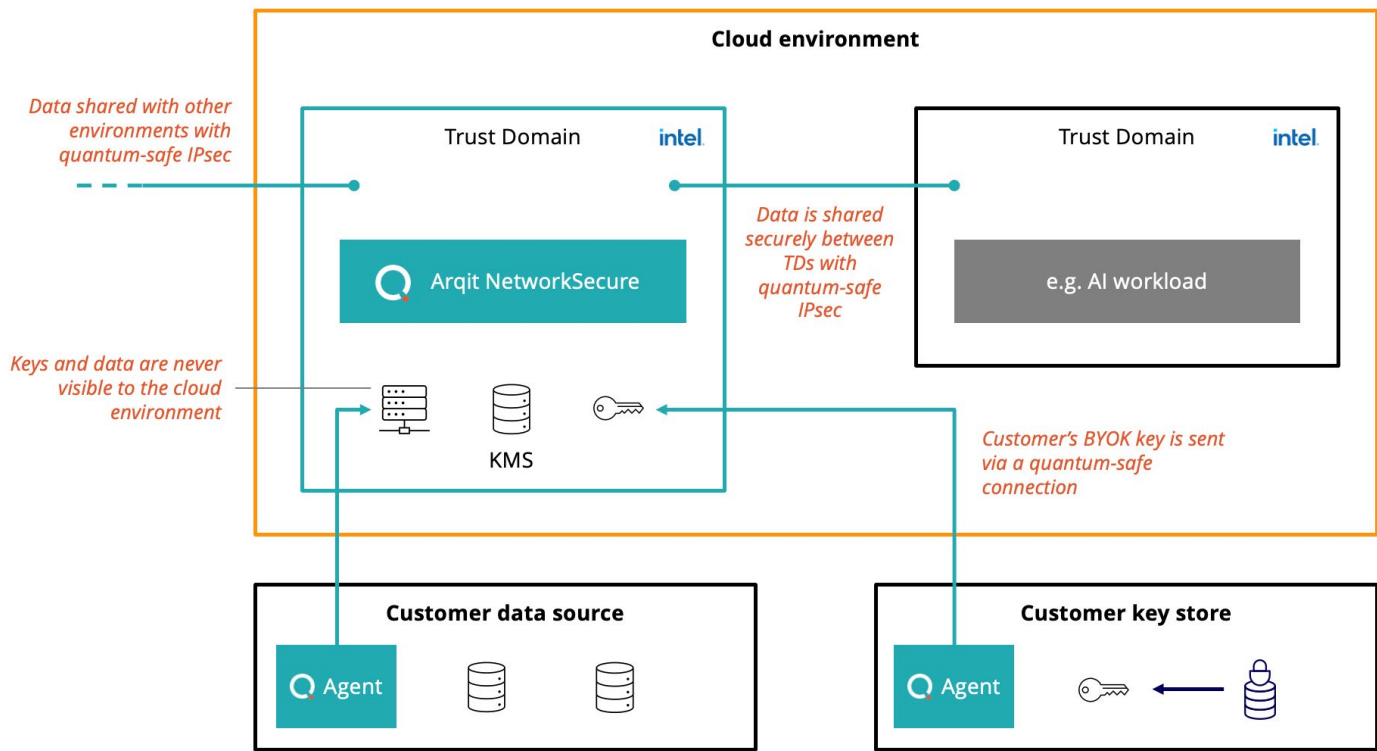 Cloud environment
Data shared with other
environments with
quantum-safe IPsec
Trust Domain
intel.
Trust Domain
intel.
Data is shared
securely between
TDs with
quantum-safe
IPsec
Arqit NetworkSecure
e.g. AI workload
Keys and data are never
visible to the cloud
environment
KMS
Customer’s BYOK key is sent
via a quantum-safe
connection
Customer data source
Agent
Customer key store
Agent